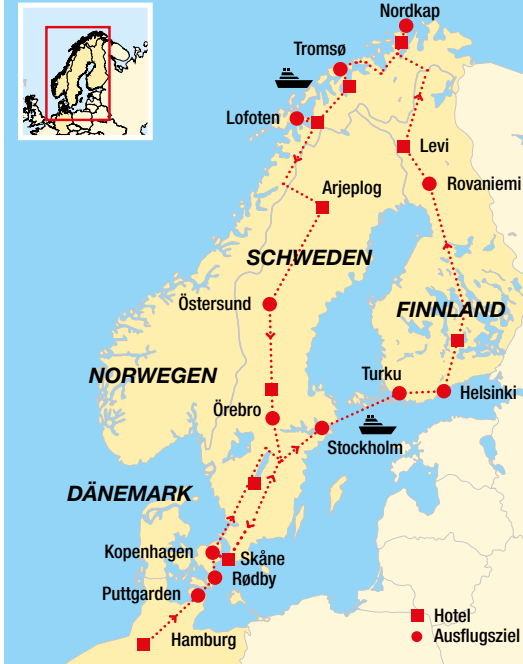 Nordkap
Tromsø
Lofoten
Levi
Rovaniemi
Arjeplog
SCHWEDEN
Östersund
FINNLAND
NORWEGEN
Turku
Helsinki
Örebro
Stockholm
DÄNEMARK
Kopenhagen
Skåne
Rødby
Puttgarden
Hamburg
Hotel
Ausflugsziel